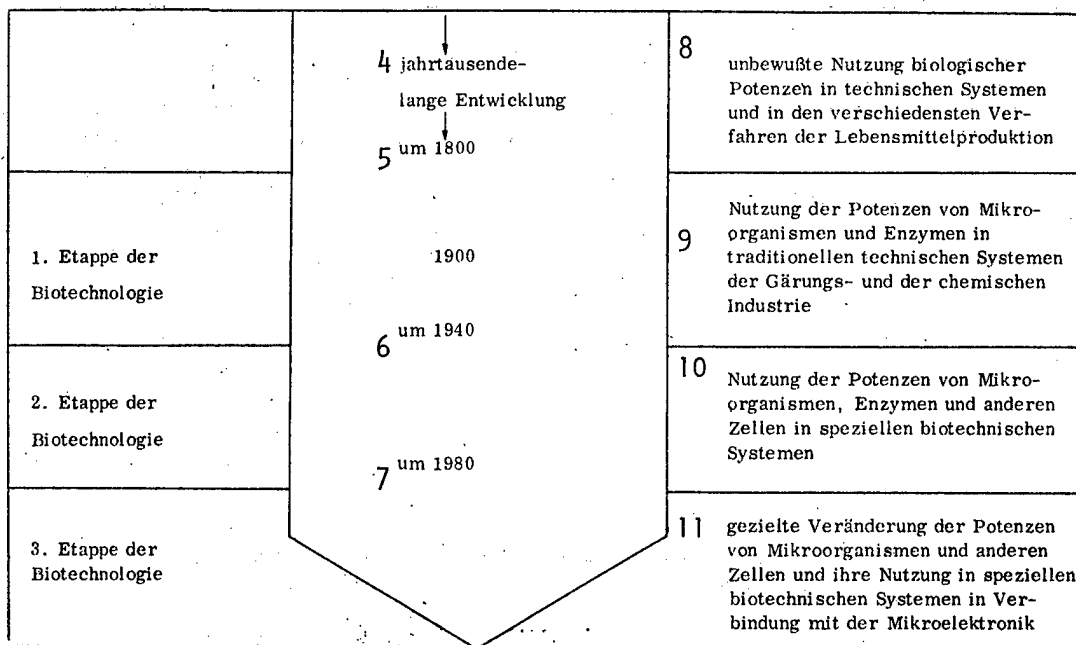 4 jahrtausende-
lange Entwicklung
5 um 1800
1900
6 um 1940
7 um 1980
1. Etappe der
Biotechnologie
2. Etappe der
Biotechnologie
3. Etappe der
Biotechnologie
8
unbewußte Nutzung biologischer
Potenzen in technischen Systemen
und in den verschiedensten Ver-
fahren der Lebensmittelproduktion
9
Nutzung der Potenzen von Mikro-
organismen und Enzymen in
traditionellen technischen Systemen
der Gärungs- und der chemischen
Industrie
10
Nutzung der Potenzen von Mikro-
organismen, Enzymen und anderen
Zellen in speziellen biotechnischen
Systemen
11 gezielte Veränderung der Potenzen
von Mikroorganismen und anderen
Zellen und ihre Nutzung in speziellen
biotechnischen Systemen in Ver-
bindung mit der Mikroelektronik